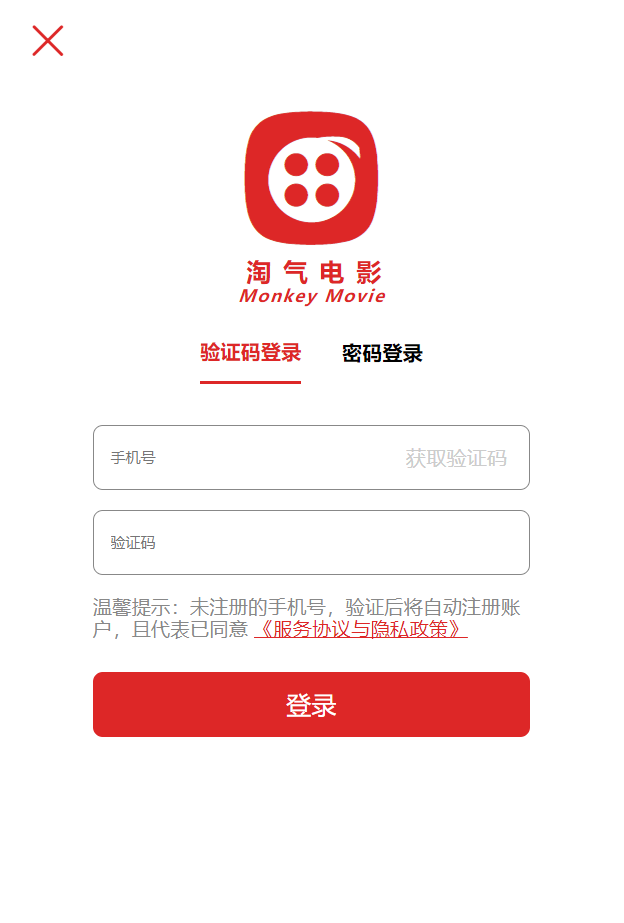 淘气电影
Monkey Movie
验证码登录 密码登录
手机号 获取验证码
验证码
温馨提示：未注册的手机号，验证后将自动注册账
户，且代表已同意《服务协议与隐私政策》
登录